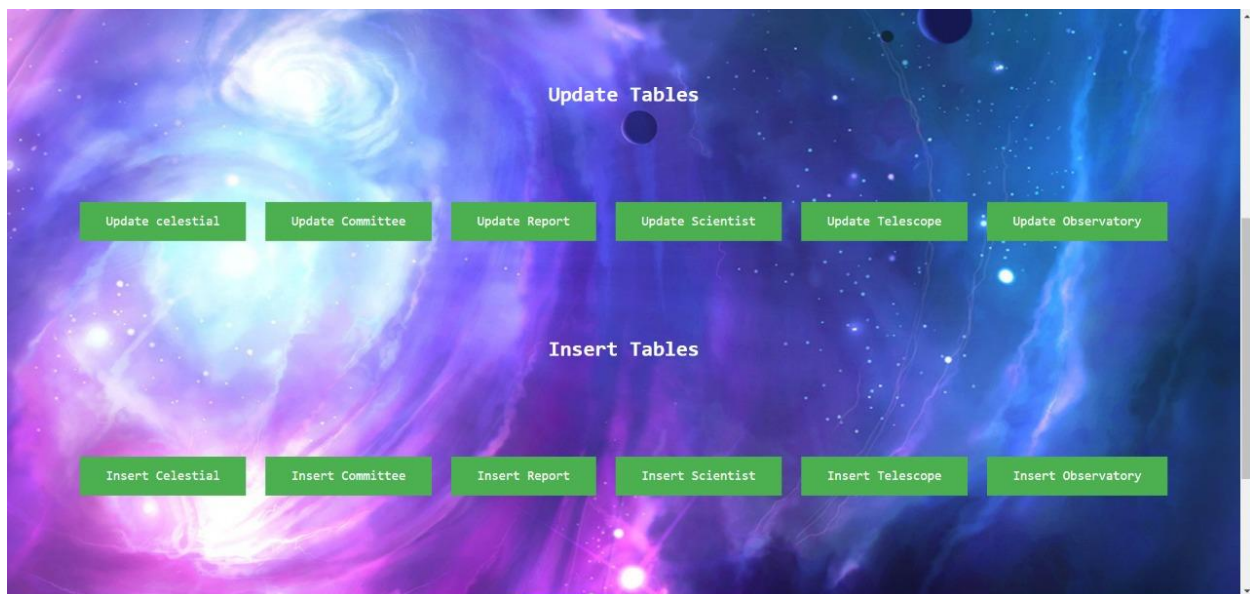 Update Tables
Update celestial Update Committee Update Report Update Scientist Update Telescope Update Observatory
Insert Tables
Insert Celestial Insert Committee Insert Report Insert Scientist Insert Telescope Insert Observatory